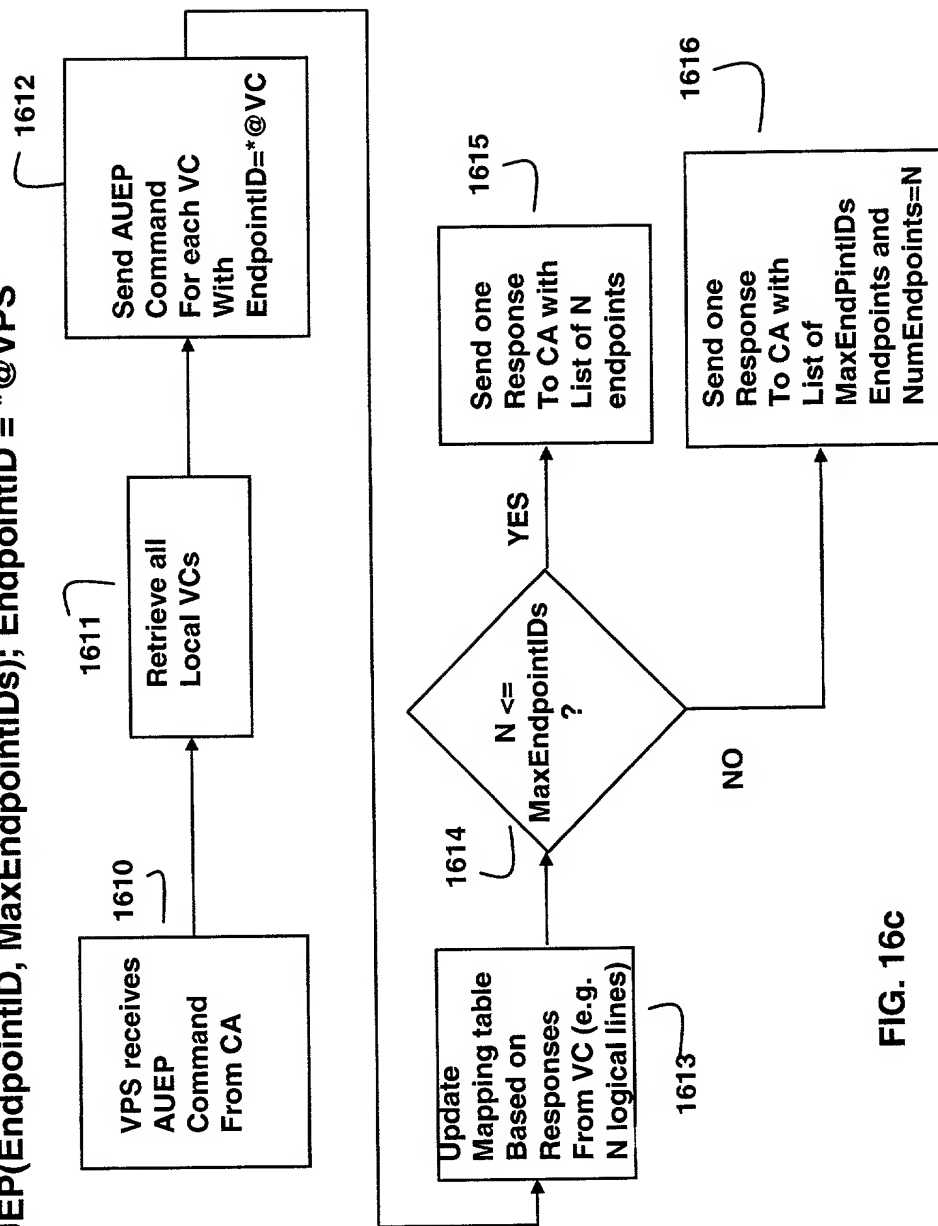 UEP(EndpointID, MaxEndpointIDs); EndpointID = *@VPS
1610
VPS receives
AUEP
Command
From CA
1611
Retrieve all
Local VCs
1612
Send AUEP
Command
For each VC
With
EndpointID=*@VC
1613
Update
Mapping table
Based on
Responses
From VC (e.g.
N logical lines)
1614
N <=
MaxEndpointIDs
?
YES
NO
1615
Send one
Response
To CA with
List of N
endpoints
1616
Send one
Response
To CA with
List of
MaxEndPintIDs
Endpoints and
NumEndpoints=N
FIG. 16c